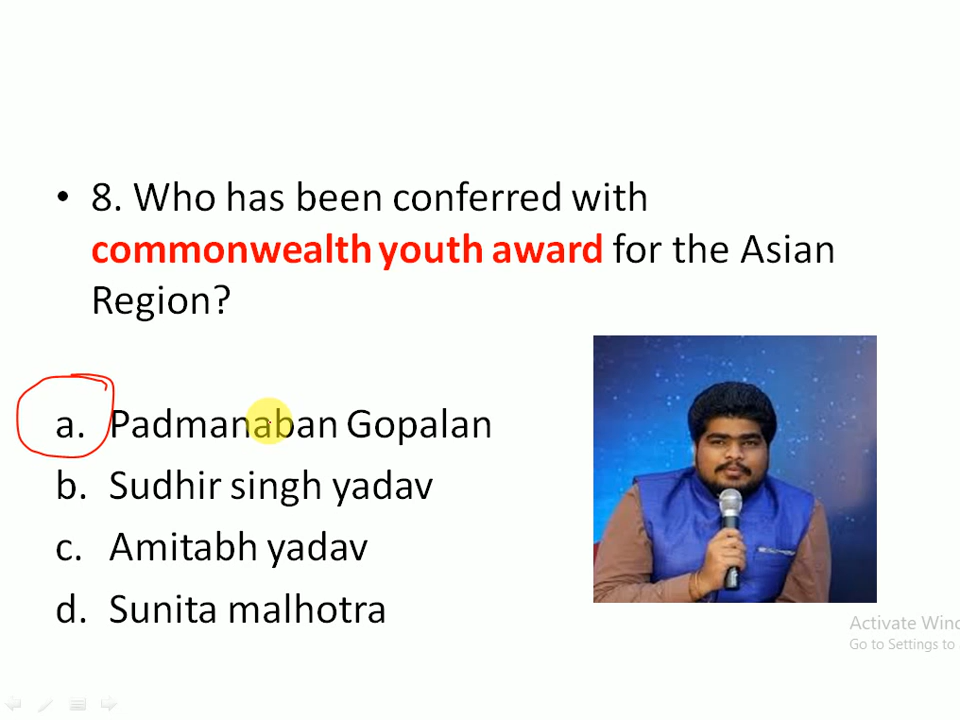 • 8. Who has been conferred with
commonwealth youth award for the Asian
Region?
a. Padmanaban Gopalan
b. Sudhir singh yadav
c. Amitabh yadav
d. Sunita malhotra
Activate Wind
Go to Settings to